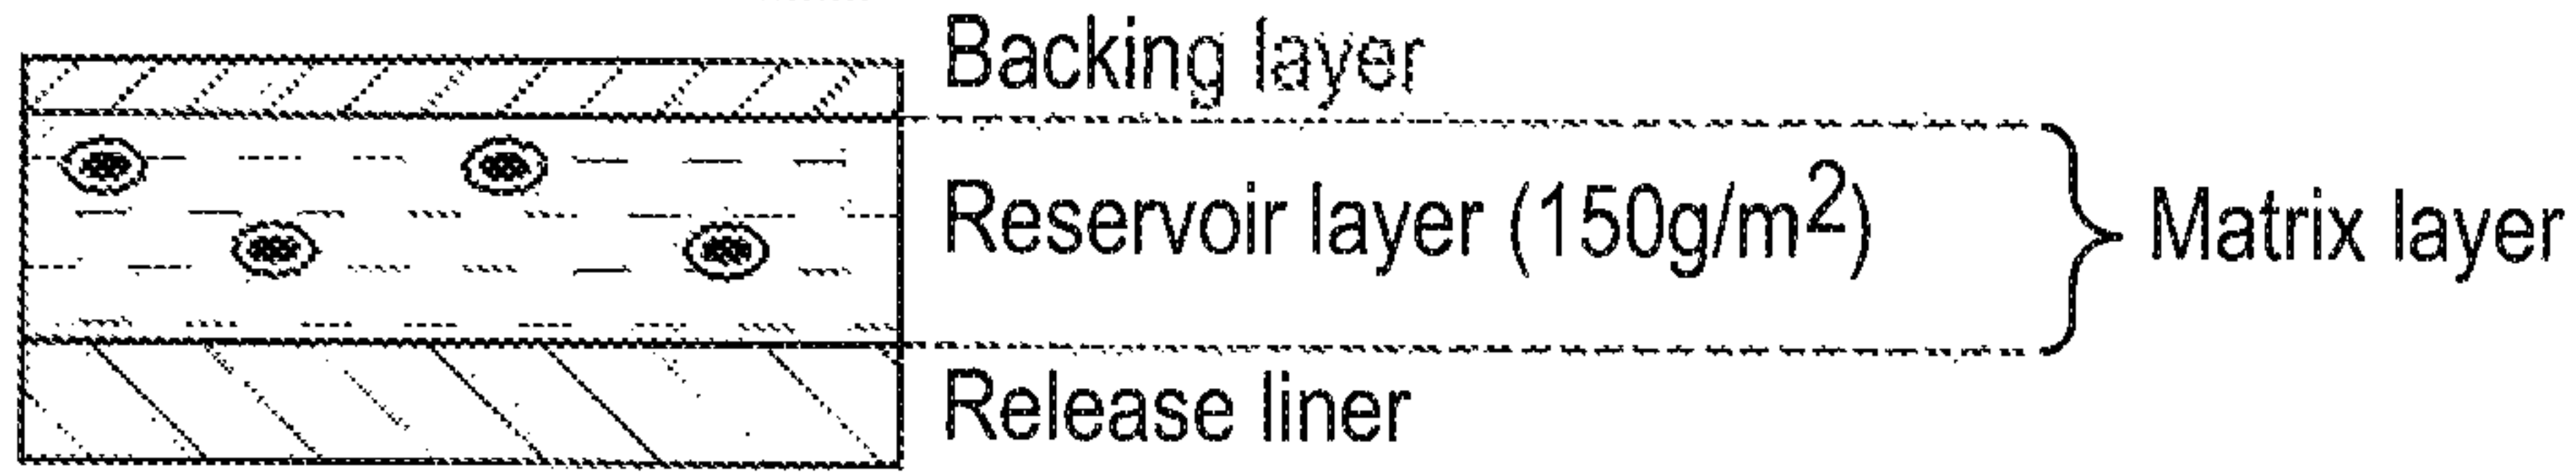 Backing layer
Reservoir layer (150g/m²)
Matrix layer
Release liner